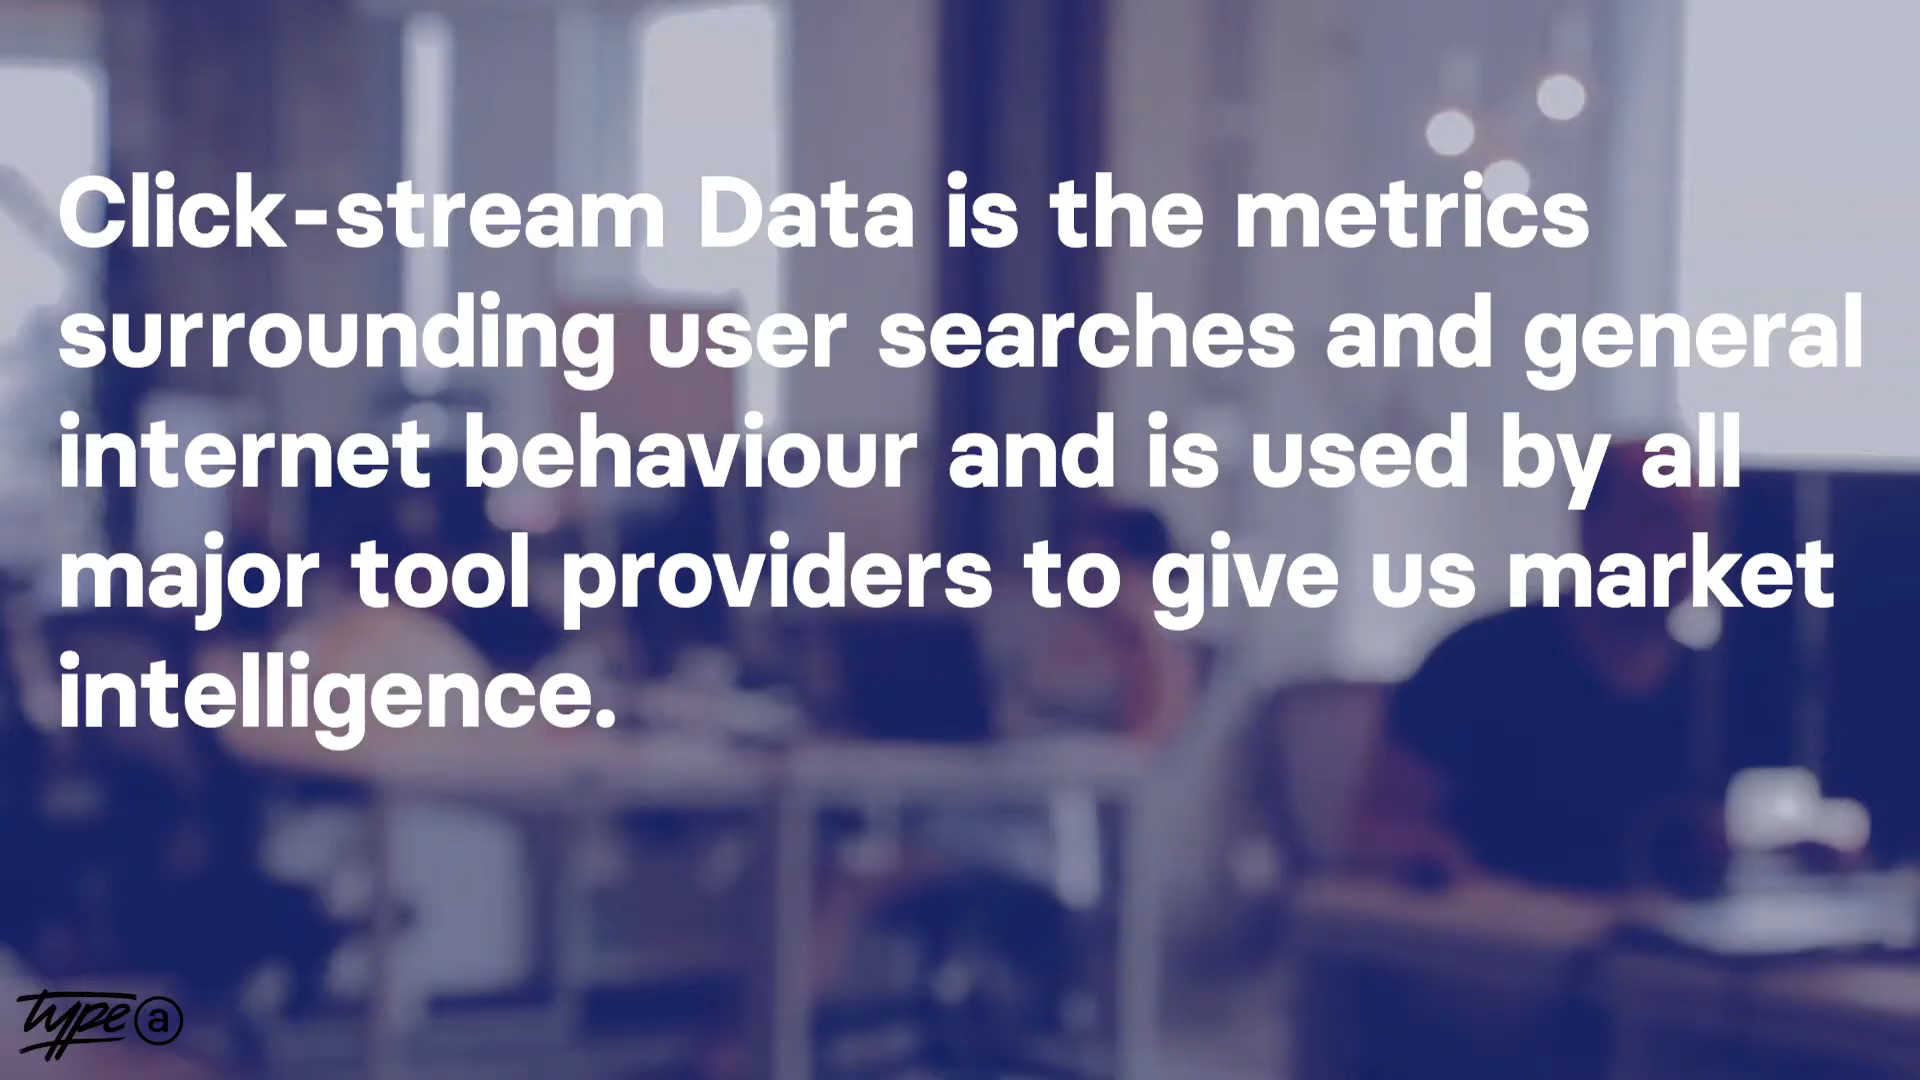 Click-stream Data is the metrics
surrounding user searches and general
internet behaviour and is used by all
major tool providers to give us market
intelligence.
type a